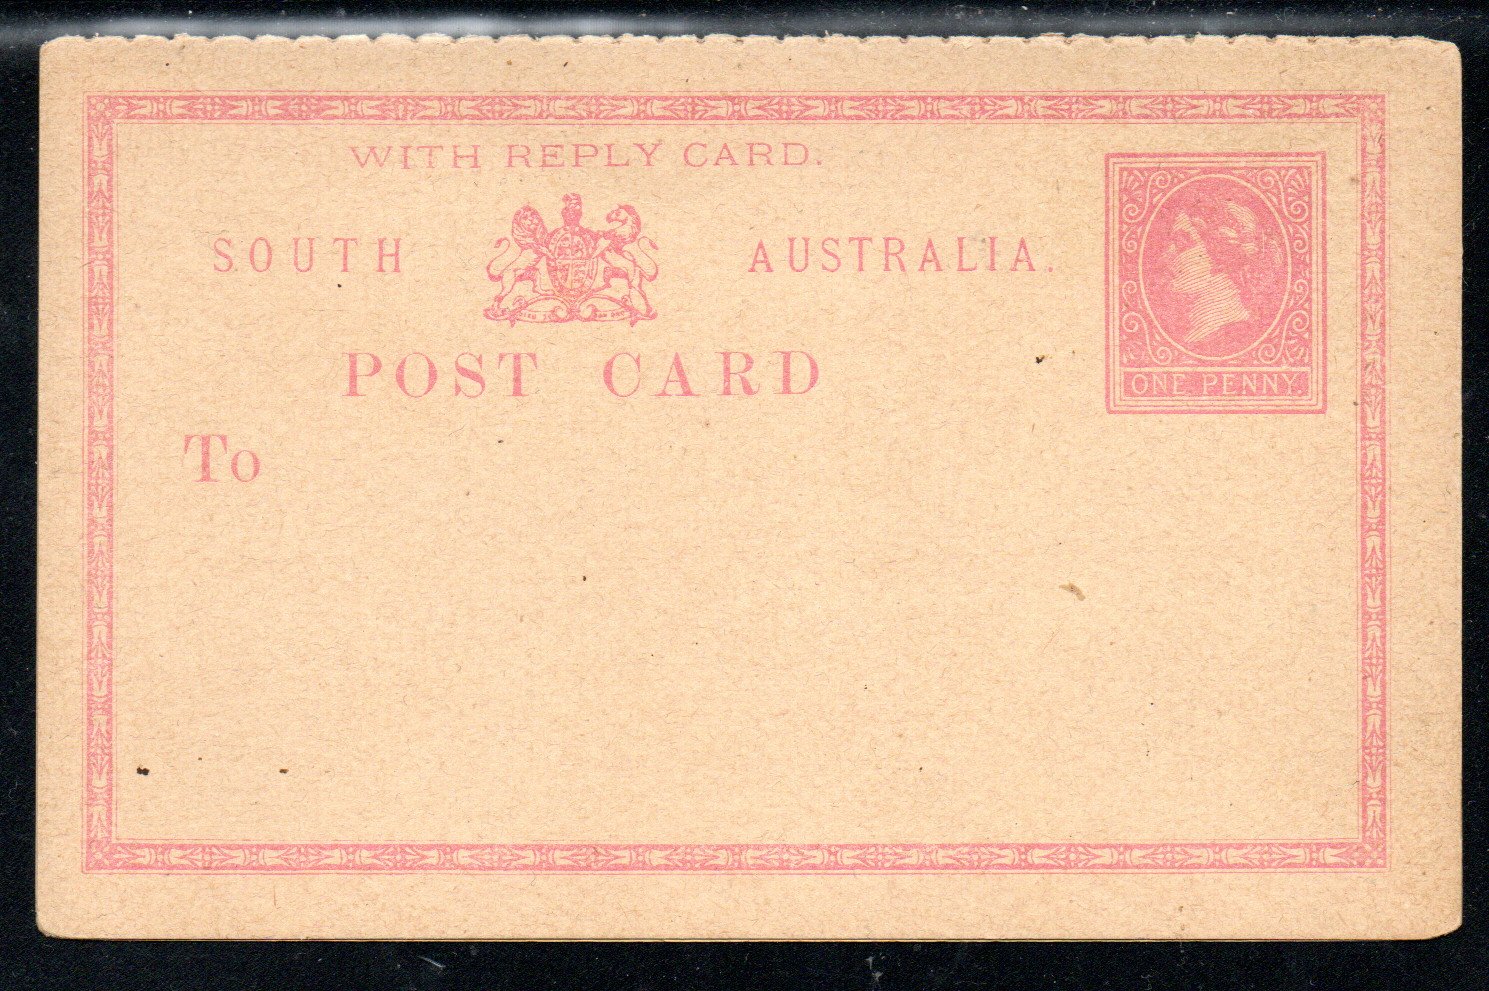 WITH REPLY CARD.
SOUTH AUSTRALIA.
POST CARD
ONE PENNY.
To